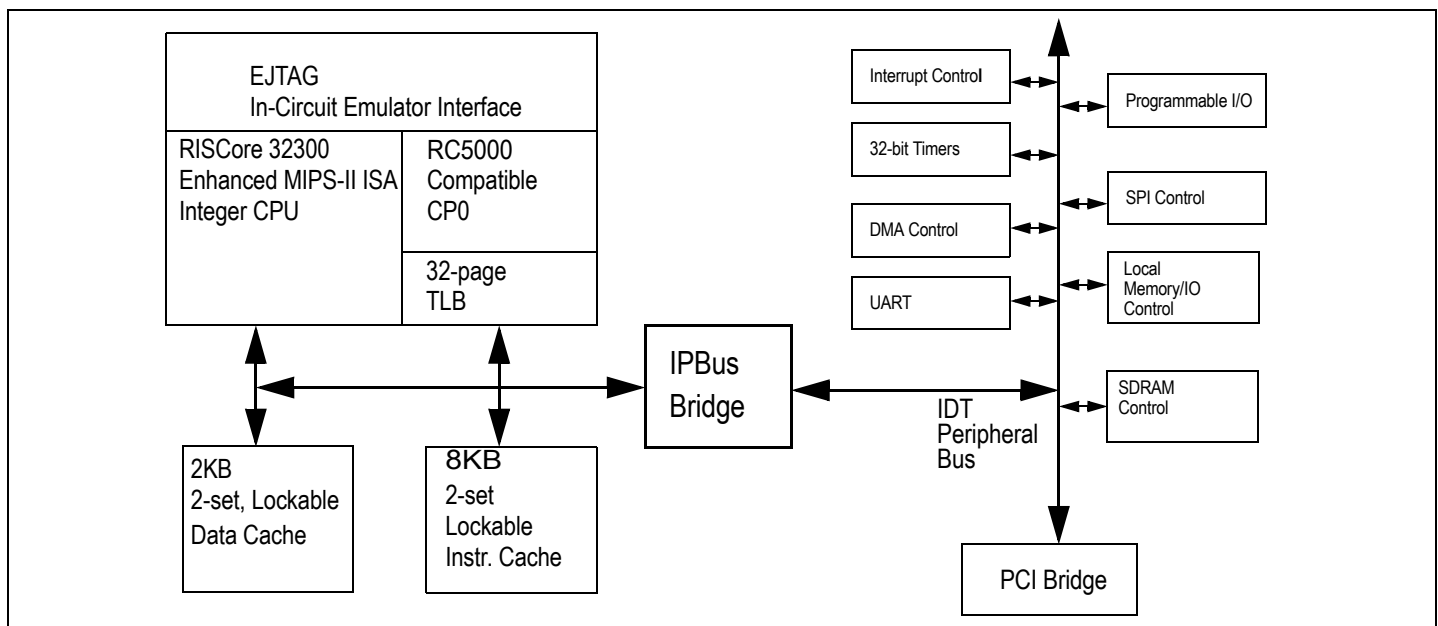 EJTAG
In-Circuit Emulator Interface
RISCore 32300
Enhanced MIPS-II ISA
Integer CPU
RC5000
Compatible
CP0
32-page
TLB
2KB
2-set, Lockable
Data Cache
8KB
2-set
Lockable
Instr. Cache
IPBus
Bridge
IDT
Peripheral
Bus
Interrupt Control
32-bit Timers
DMA Control
UART
Programmable I/O
SPI Control
Local
Memory/IO
Control
SDRAM
Control
PCI Bridge